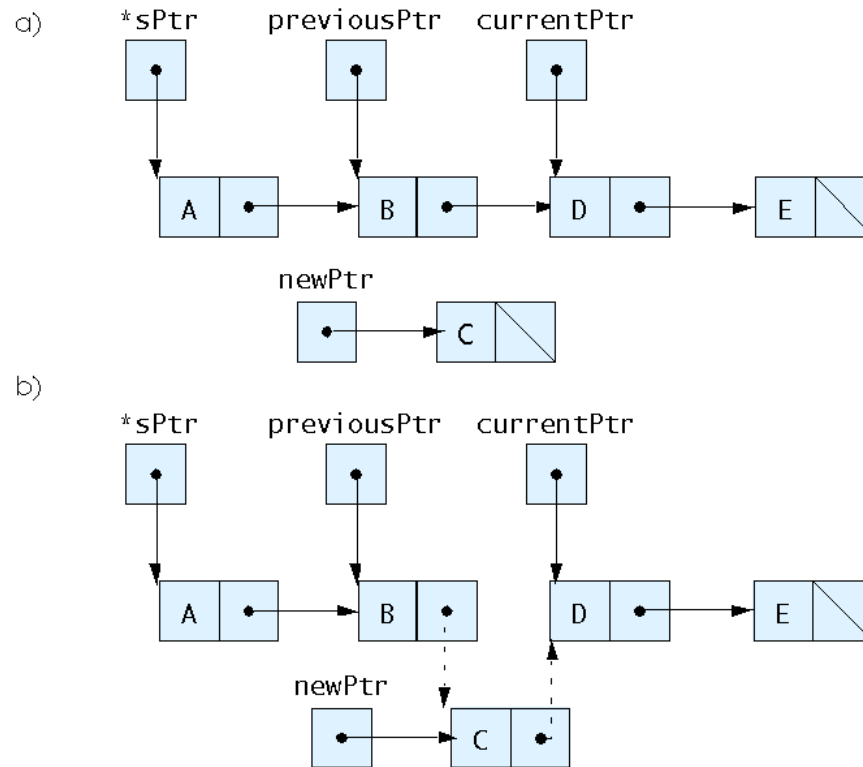 a)
*sPtr previousPtr currentPtr
A B D E
newPtr
C
b)
*sPtr previousPtr currentPtr
A B D E
newPtr
C